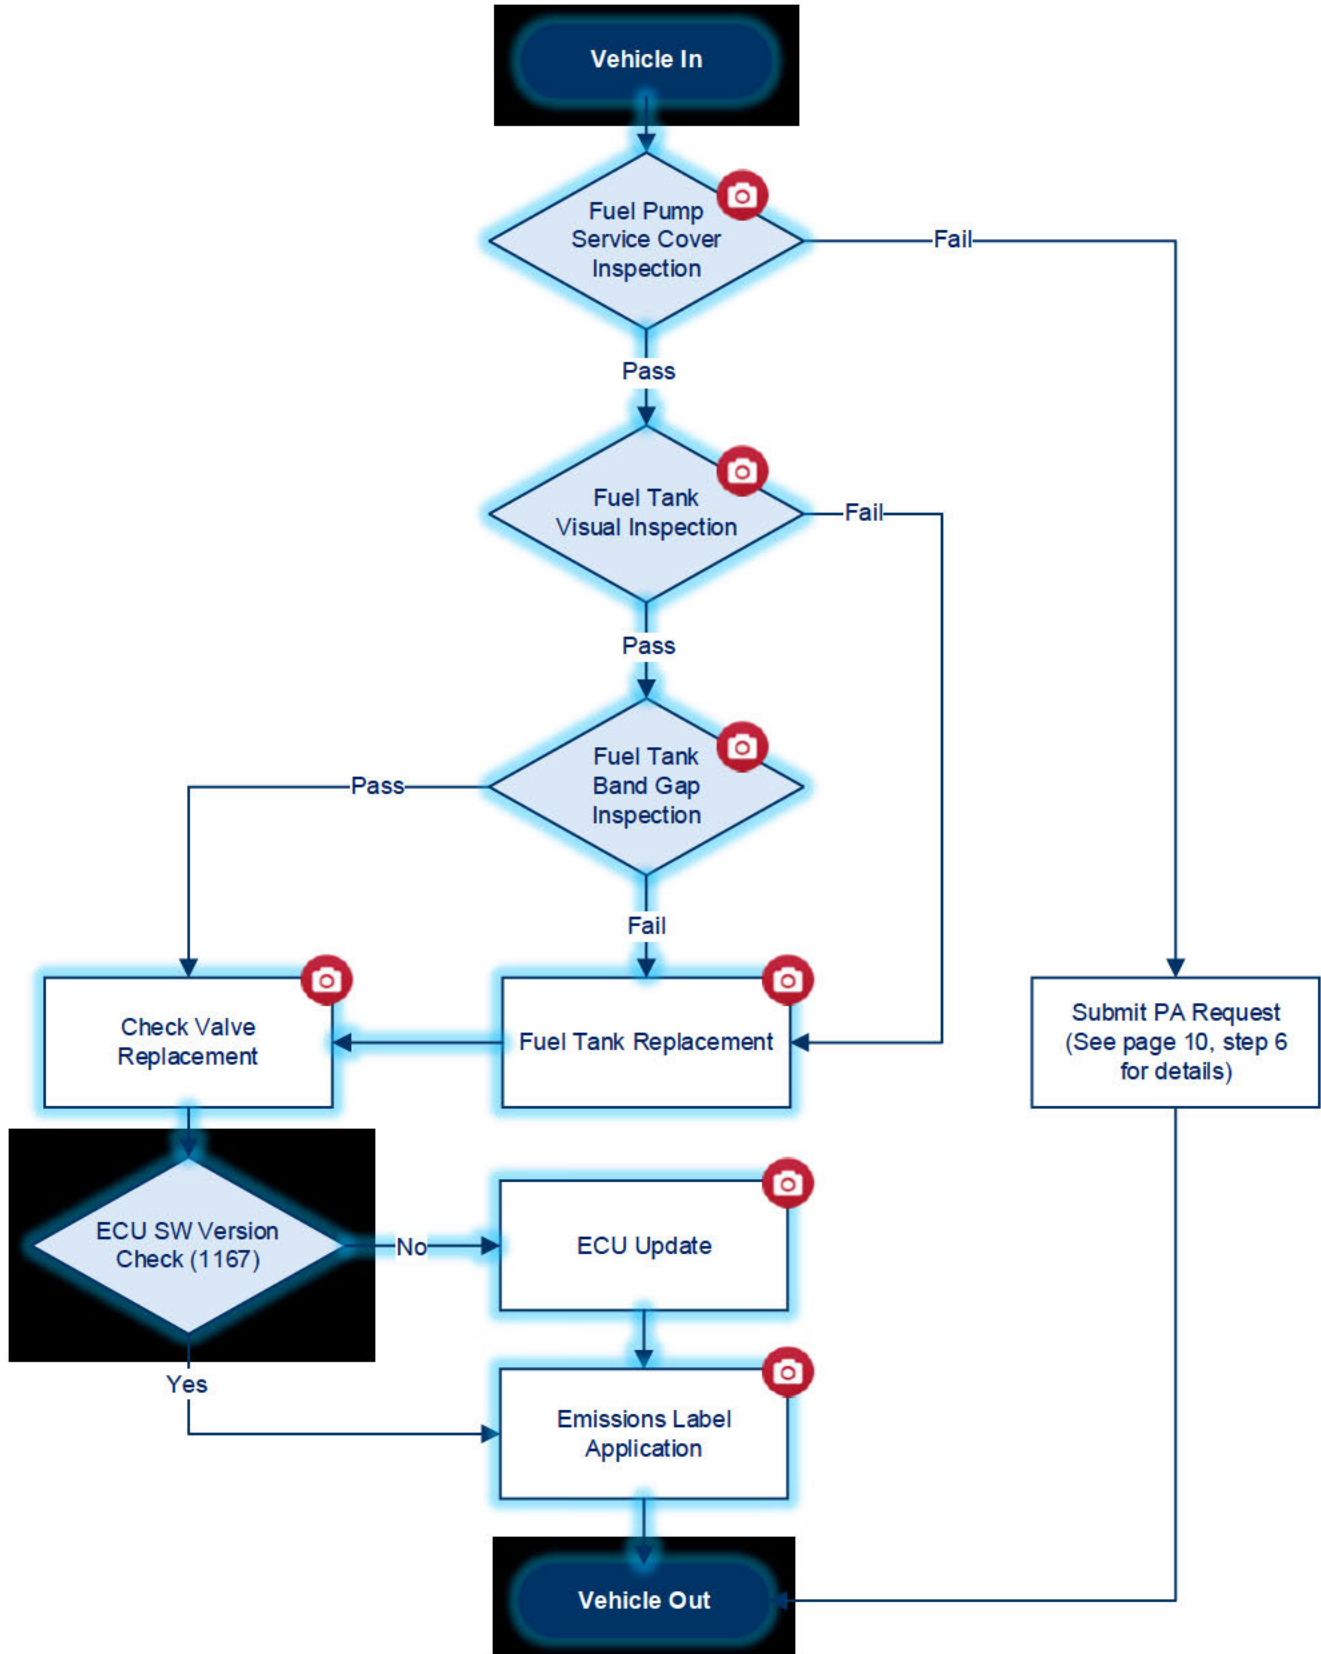 Vehicle In
Fuel Pump
Service Cover
Inspection
Fail
Pass
Fuel Tank
Visual Inspection
Fail
Pass
Fuel Tank
Band Gap
Inspection
Pass
Fail
Check Valve
Replacement
Fuel Tank Replacement
Submit PA Request
(See page 10, step 6
for details)
ECU SW Version
Check (1167)
No
ECU Update
Yes
Emissions Label
Application
Vehicle Out